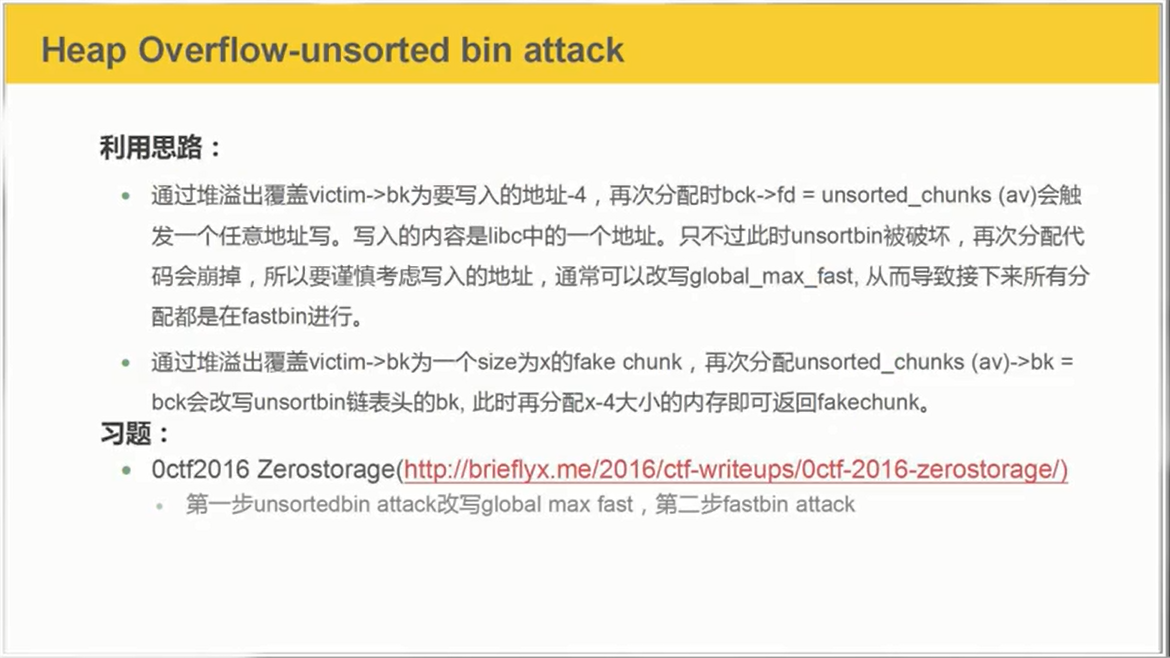 Heap Overflow-unsorted bin attack
利用思路：
通过堆溢出覆盖victim->bk为要写入的地址-4，再次分配时bck->fd = unsorted_chunks (av)会触
发一个任意地址写。写入的内容是libc中的一个地址。只不过此时unsortbin被破坏，再次分配代
码会崩掉，所以要谨慎考虑写入的地址，通常可以改写global_max_fast, 从而导致接下来所有分
配都是在fastbin进行。
通过堆溢出覆盖victim->bk为一个size为x的fake chunk，再次分配unsorted_chunks (av)->bk =
bck会改写unsortbin链表头的bk, 此时再分配x-4大小的内存即可返回fakechunk。
习题：
0ctf2016 Zerostorage(http://brieflyx.me/2016/ctf-writeups/0ctf-2016-zerostorage/)
第一步unsortedbin attack改写global max fast，第二步fastbin attack